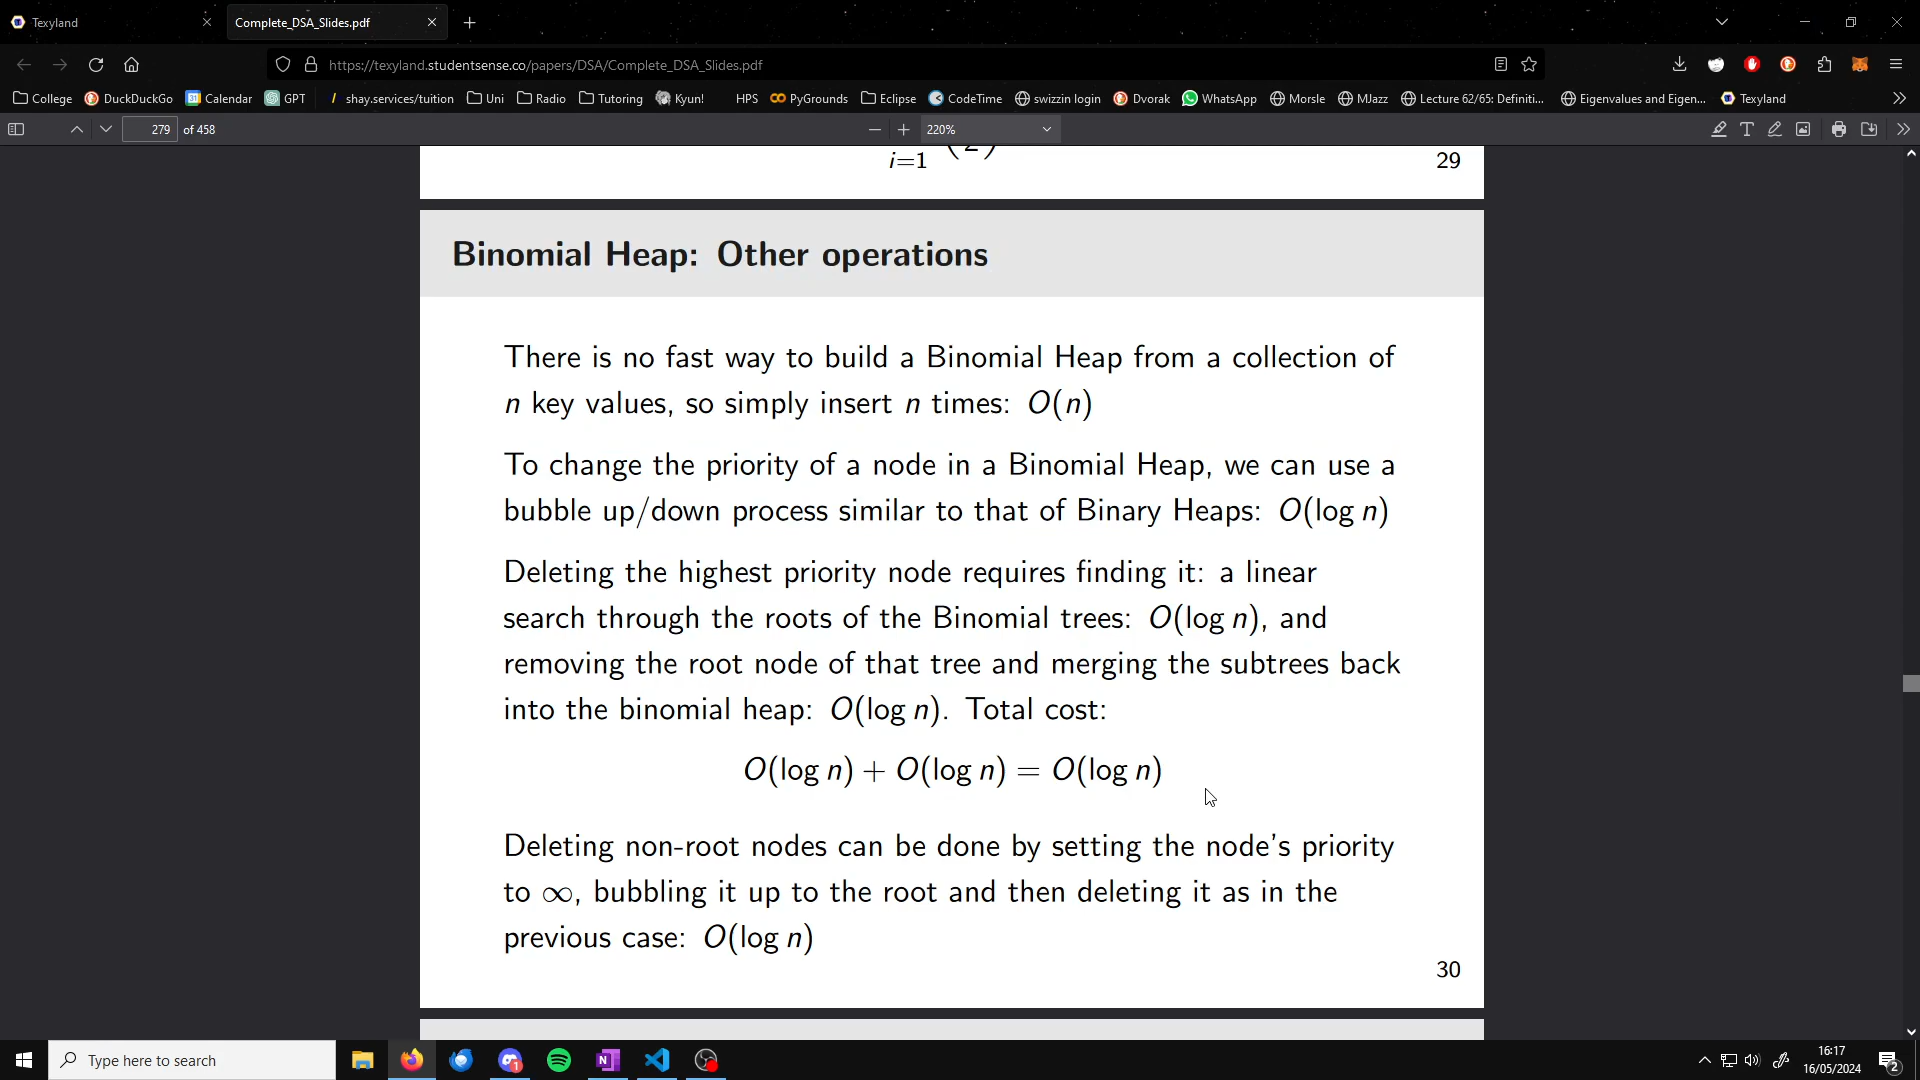 Texyland
Complete_DSA_Slides.pdf
https://texyland.studentsense.co/papers/DSA/Complete_DSA_Slides.pdf
College DuckDuckGo Calendar GPT shay.services/tuition Uni Radio Tutoring Kyun! HPS PyGrounds Eclipse CodeTime swizzin login Dvorak WhatsApp Morsle MJazz Lecture 62/65: Definiti... Eigenvalues and Eigen... Texyland
279 of 458 220%
i=1 (2)
29
Binomial Heap: Other operations
There is no fast way to build a Binomial Heap from a collection of
n key values, so simply insert n times: O(n)
To change the priority of a node in a Binomial Heap, we can use a
bubble up/down process similar to that of Binary Heaps: O(log n)
Deleting the highest priority node requires finding it: a linear
search through the roots of the Binomial trees: O(log n), and
removing the root node of that tree and merging the subtrees back
into the binomial heap: O(log n). Total cost:
O(log n) + O(log n) = O(log n)
Deleting non-root nodes can be done by setting the node's priority
to ∞, bubbling it up to the root and then deleting it as in the
previous case: O(log n)
30
Type here to search
16:17
16/05/2024
2